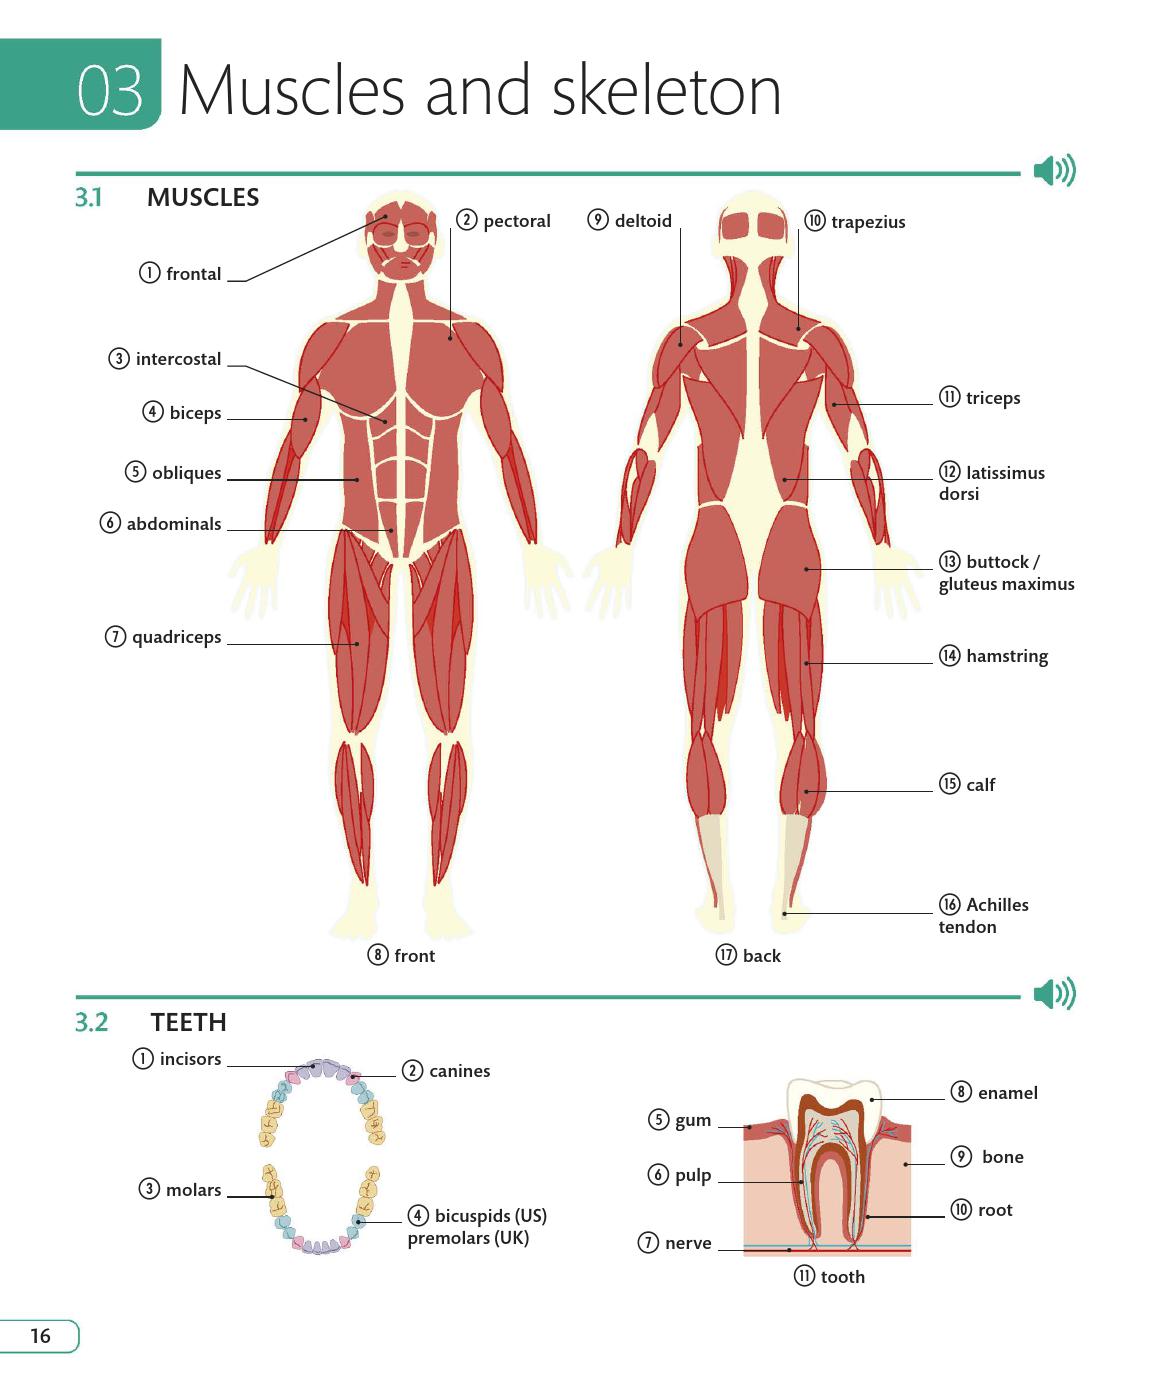 03 Muscles and skeleton
3.1 MUSCLES
① frontal
② pectoral
③ intercostal
④ biceps
⑤ obliques
⑥ abdominals
⑦ quadriceps
⑧ front
⑨ deltoid
⑩ trapezius
⑪ triceps
⑫ latissimus
dorsi
⑬ buttock /
gluteus maximus
⑭ hamstring
⑮ calf
⑯ Achilles
tendon
⑰ back
3.2 TEETH
① incisors
② canines
③ molars
④ bicuspids (US)
premolars (UK)
⑤ gum
⑥ pulp
⑦ nerve
⑧ enamel
⑨ bone
⑩ root
⑪ tooth
16